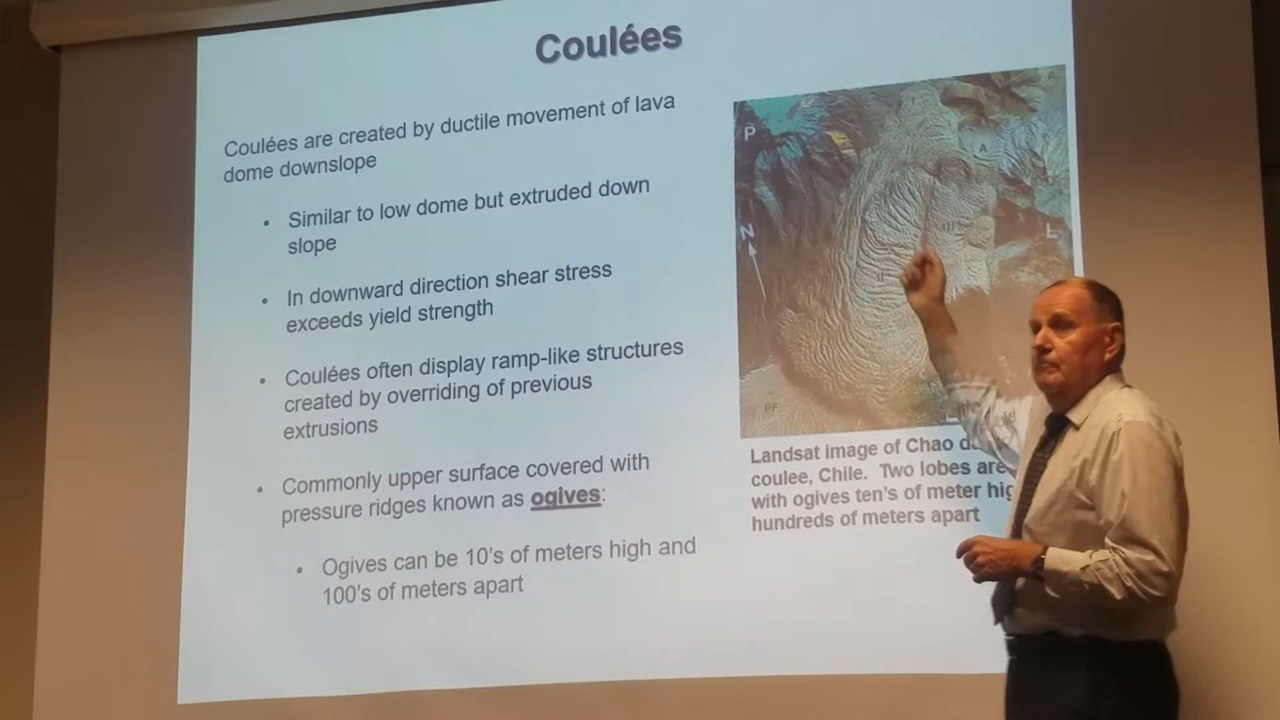 Coulées
Coulées are created by ductile movement of lava
dome downslope
• Similar to low dome but extruded down
slope
• In downward direction shear stress
exceeds yield strength
• Coulées often display ramp-like structures
created by overriding of previous
extrusions
• Commonly upper surface covered with
pressure ridges known as ogives:
• Ogives can be 10's of meters high and
100's of meters apart
P
A
A
N
L
III
II
PF
Landsat image of Chao
coulee, Chile. Two lobes are
with ogives ten's of meter
hundreds of meters apart